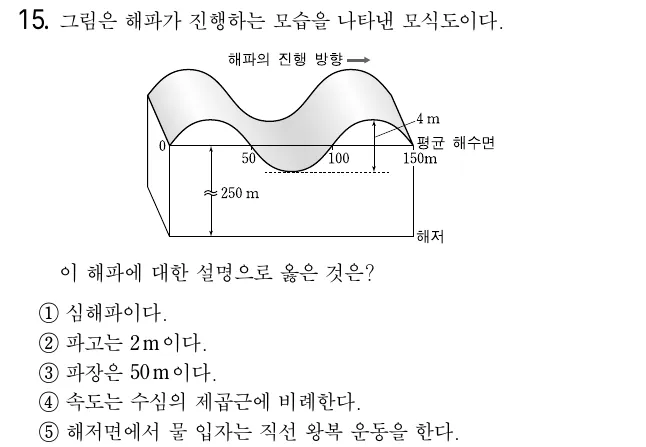 15. 그림은 해파가 진행하는 모습을 나타낸 모식도이다.
해파의 진행 방향
4 m
평균 해수면
0
50
100
150m
≈250 m
해저
이 해파에 대한 설명으로 옳은 것은?
① 심해파이다.
② 파고는 2m이다.
③ 파장은 50m이다.
④ 속도는 수심의 제곱근에 비례한다.
⑤ 해저면에서 물 입자는 직선 왕복 운동을 한다.